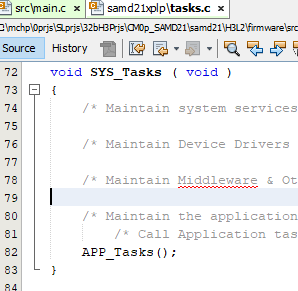 src\main.c samd21xplp\tasks.c
3J\mchp\0prjs\SLprjs\32bH3Prjs\CM0p_SAMD21\samd21\H3L2\firmware\src
Source History
72 void SYS_Tasks ( void )
73 {
74 /* Maintain system services
75
76 /* Maintain Device Drivers
77
78 /* Maintain Middleware & Ot
79
80 /* Maintain the application
81 /* Call Application tas
82 APP_Tasks();
83 }